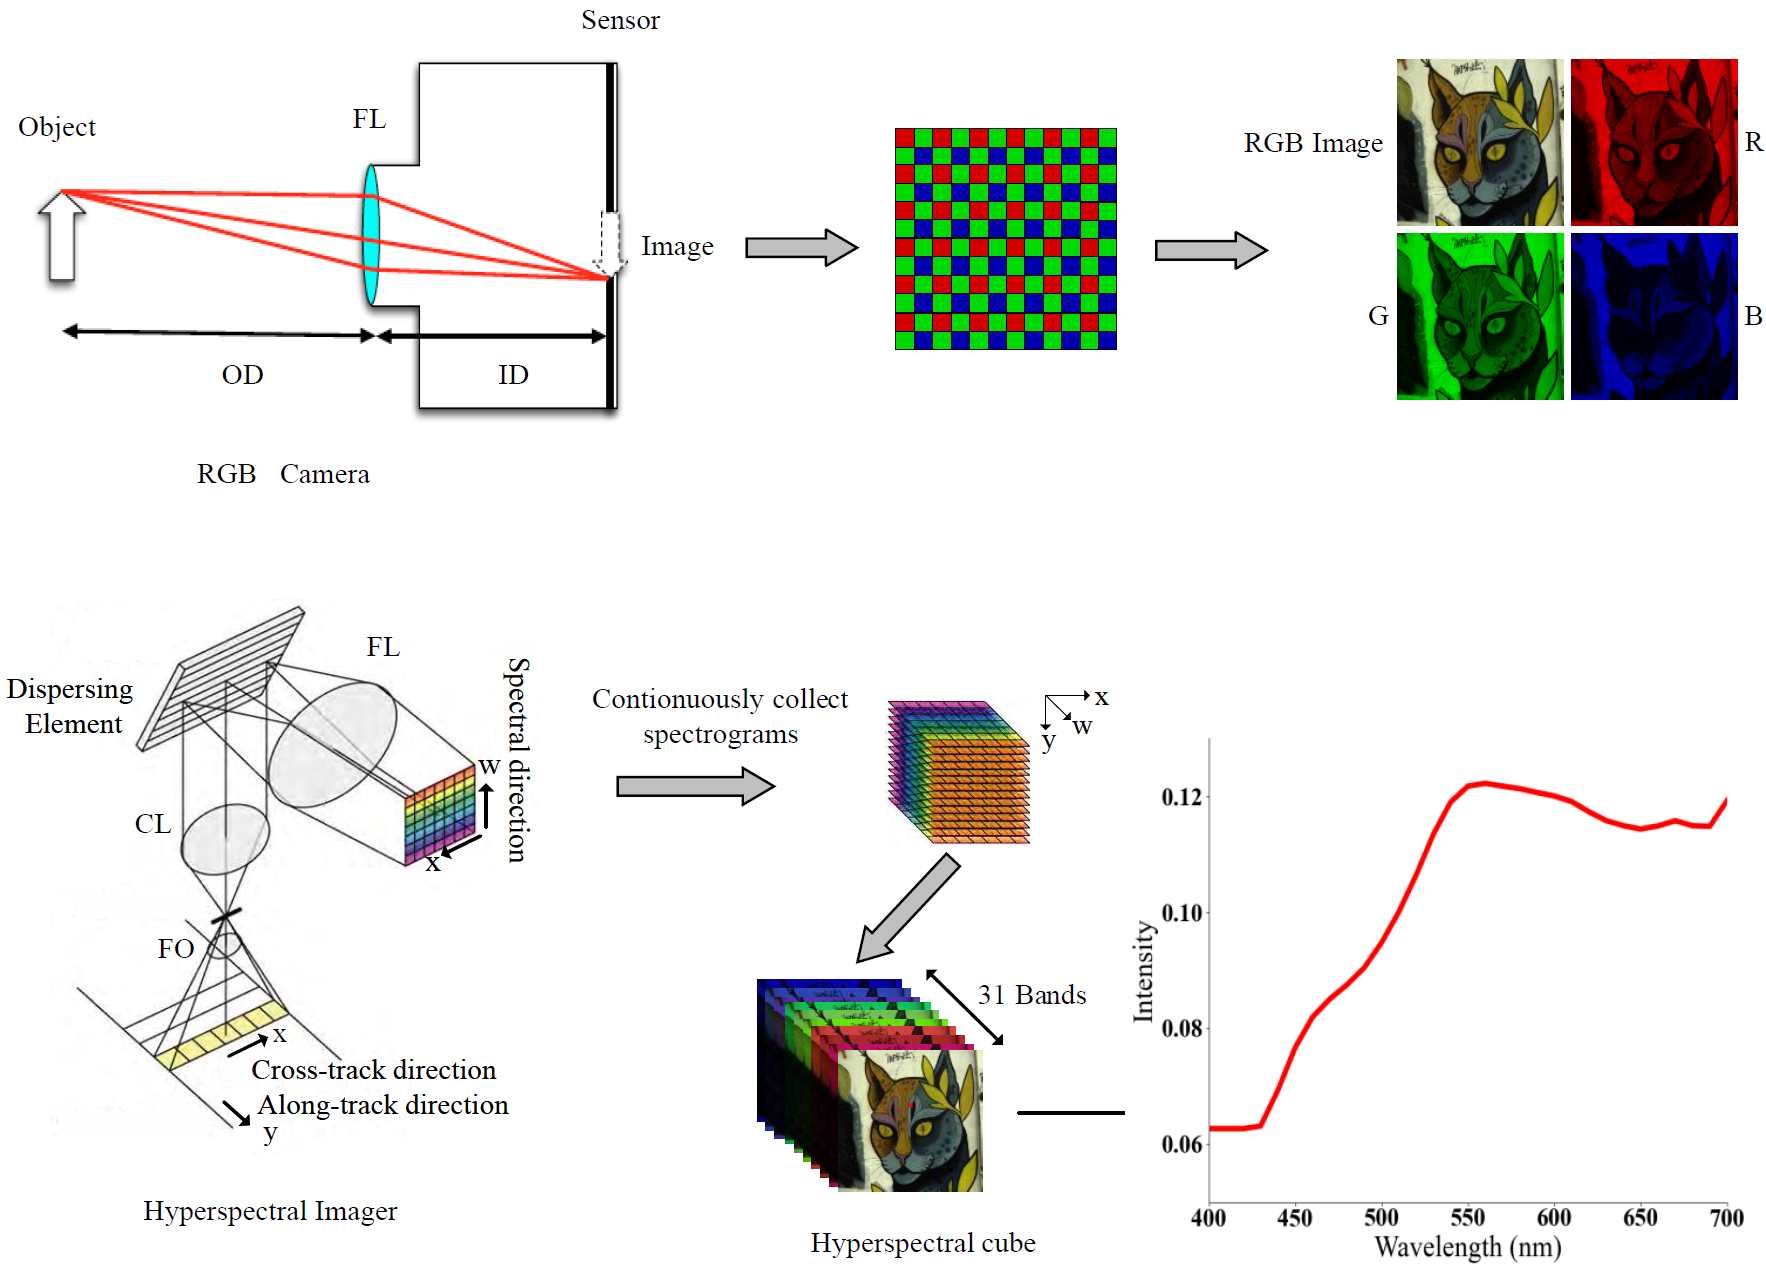 Sensor
Object
FL
Image
OD
ID
RGB Camera
RGB Image
R
G
B
Dispersing
Element
FL
Spectral direction
w
x
CL
FO
x
Cross-track direction
Along-track direction
y
Hyperspectral Imager
Contionuously collect
spectrograms
x
w
y
31 Bands
Hyperspectral cube
Intensity
0.12
0.10
0.08
0.06
400 450 500 550 600 650 700
Wavelength (nm)